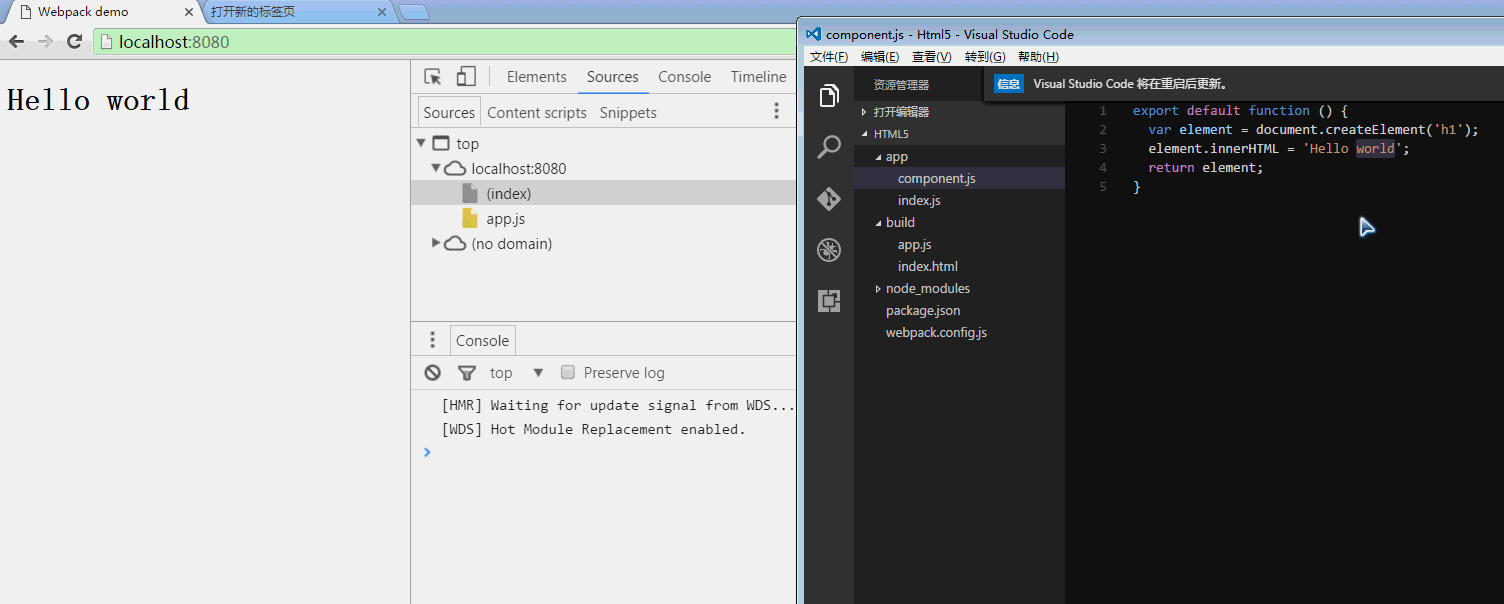 Webpack demo
打开新的标签页
localhost:8080
Hello world
Elements Sources Console Timeline
Sources Content scripts Snippets
top
localhost:8080
(index)
app.js
(no domain)
Console
top Preserve log
[HMR] Waiting for update signal from WDS...
[WDS] Hot Module Replacement enabled.
component.js - Html5 - Visual Studio Code
文件(F) 编辑(E) 查看(V) 转到(G) 帮助(H)
资源管理器
信息 Visual Studio Code 将在重启后更新。
打开编辑器
HTML5
app
component.js
index.js
build
app.js
index.html
node_modules
package.json
webpack.config.js
1 export default function () {
2 var element = document.createElement('h1');
3 element.innerHTML = 'Hello world';
4 return element;
5 }